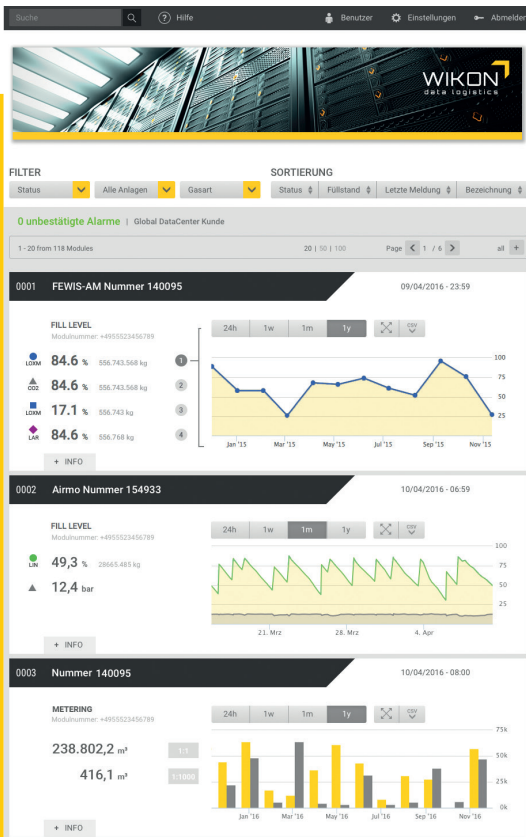 Suche
Hilfe
Benutzer
Einstellungen
Abmelden
WIKON
data logistics
FILTER
SORTIERUNG
Status
Alle Anlagen
Gasart
Status
Füllstand
Letzte Meldung
Bezeichnung
0 unbestätigte Alarme | Global DataCenter Kunde
1 - 20 from 118 Modules
20 | 50 | 100
Page < 1 / 6 >
all +
0001 FEWIS-AM Nummer 140095 09/04/2016 - 23:59
FILL LEVEL
Modulnummer: +4955523456789
24h 1w 1m 1y CSV
LOXM 84.6 % 556.743.568 kg 1
CO2 84.6 % 556.743.568 kg 2
LOXM 17.1 % 556.743 kg 3
LAR 84.6 % 556.768 kg 4
100
75
50
25
Jan '15 Mar '15 May '15 Jul '15 Sep '15 Nov '15
+ INFO
0002 Airmo Nummer 154933 10/04/2016 - 06:59
FILL LEVEL
Modulnummer: +4955523456789
24h 1w 1m 1y CSV
LIN 49,3 % 28665.485 kg
12,4 bar
100
75
50
25
21. Mrz 28. Mrz 4. Apr
+ INFO
0003 Nummer 140095 10/04/2016 - 08:00
METERING
Modulnummer: +4955523456789
24h 1w 1m 1y CSV
238.802,2 m³ 1:1
416,1 m³ 1:1000
75k
50k
25k
0k
Jan '16 Mar '16 May '16 Jul '16 Sep '16 Nov '16
+ INFO